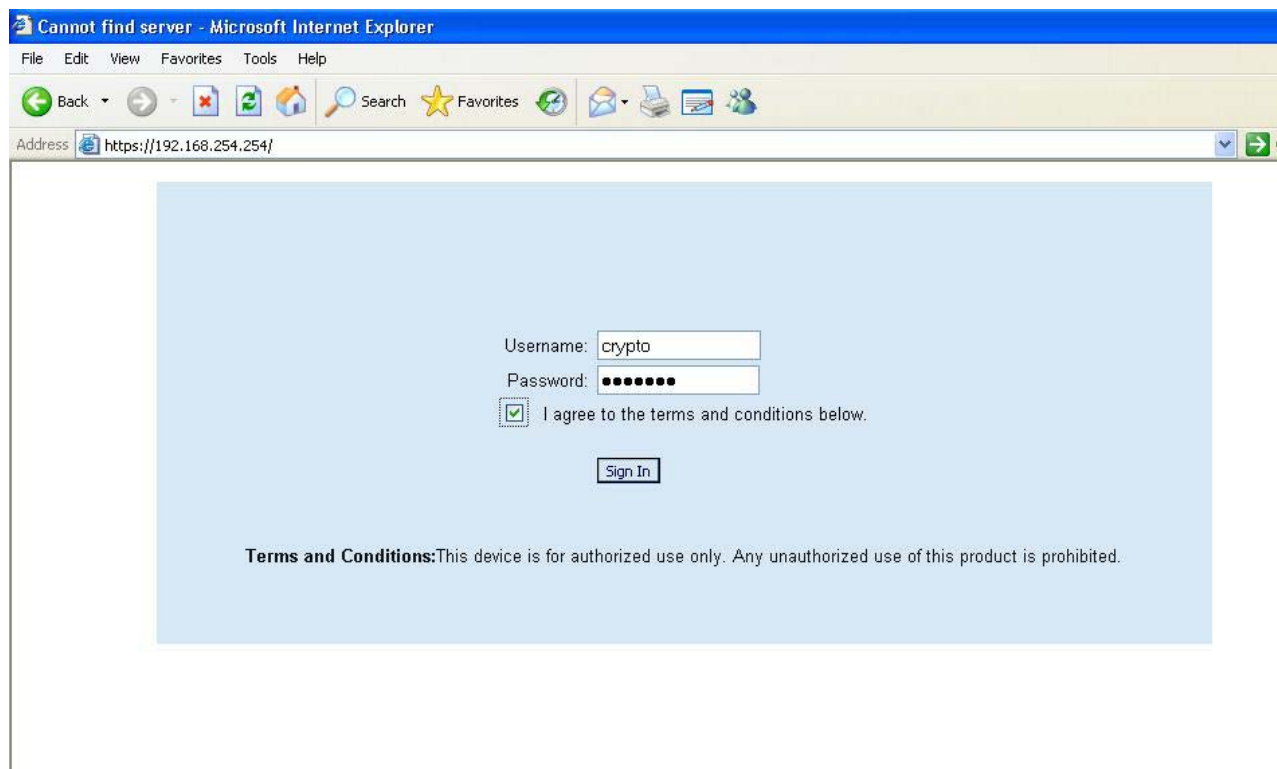 Cannot find server - Microsoft Internet Explorer
File Edit View Favorites Tools Help
Back Search Favorites
Address https://192.168.254.254/
Username: crypto
Password: •••••••
I agree to the terms and conditions below.
Sign In
Terms and Conditions:This device is for authorized use only. Any unauthorized use of this product is prohibited.